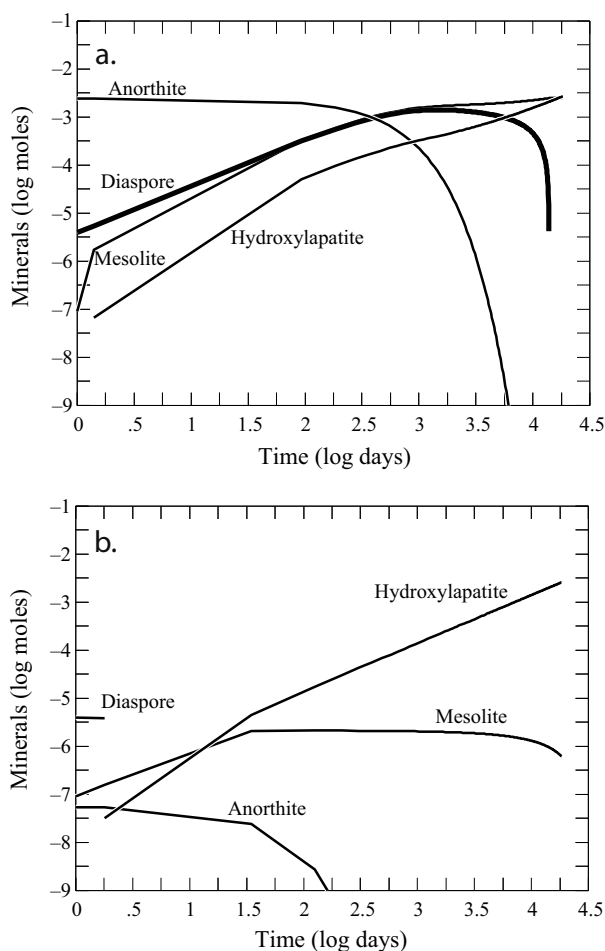 a.
Minerals (log moles)
–1
–2
–3
–4
–5
–6
–7
–8
–9
Anorthite
Diaspore
Mesolite
Hydroxylapatite
0 .5 1 1.5 2 2.5 3 3.5 4 4.5
Time (log days)
b.
Minerals (log moles)
–1
–2
–3
–4
–5
–6
–7
–8
–9
Hydroxylapatite
Diaspore
Mesolite
Anorthite
0 .5 1 1.5 2 2.5 3 3.5 4 4.5
Time (log days)